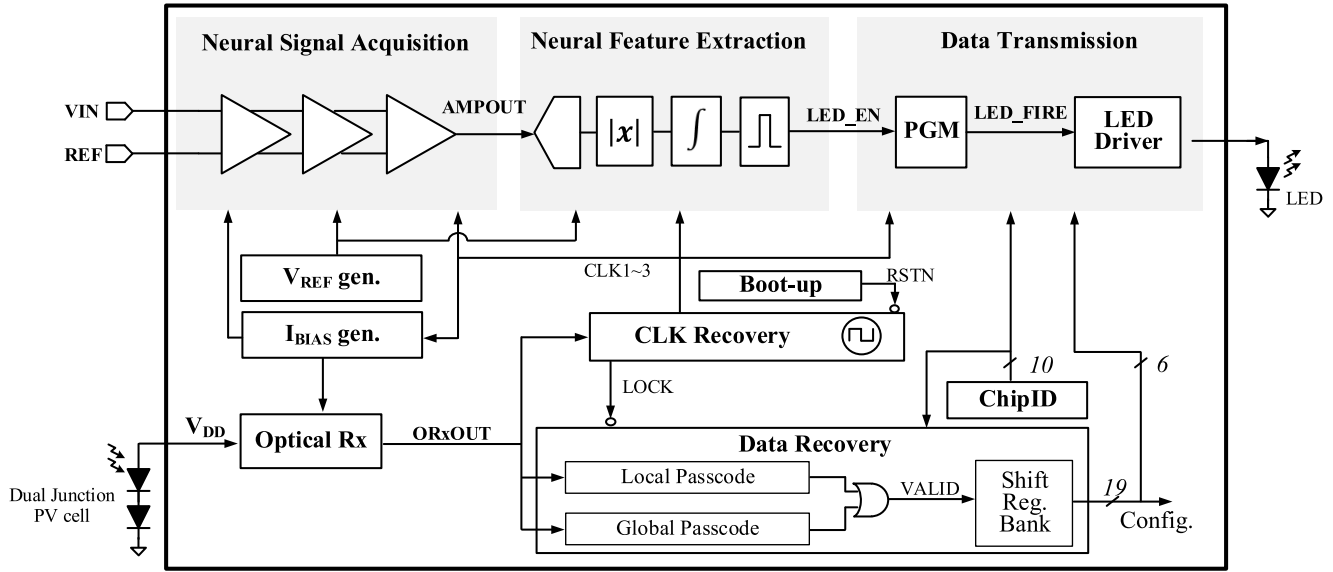 Neural Signal Acquisition
Neural Feature Extraction
Data Transmission
VIN
REF
AMPOUT
|x|
∫
LED_EN
PGM
LED_FIRE
LED
Driver
LED
VREF gen.
CLK1~3
Boot-up
RSTN
IBIAS gen.
CLK Recovery
LOCK
10
6
ChipID
VDD
Optical Rx
ORxOUT
Data Recovery
Dual Junction
PV cell
Local Passcode
Global Passcode
VALID
Shift
Reg.
Bank
19
Config.